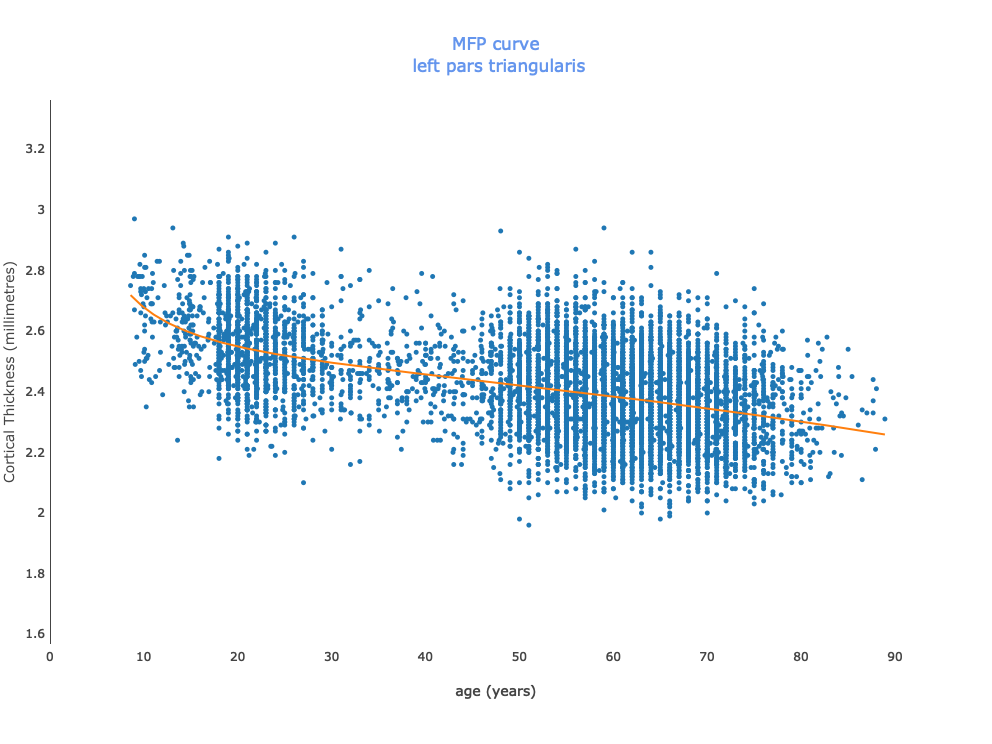 MFP curve
left pars triangularis
Cortical Thickness (millimetres)
3.2
3
2.8
2.6
2.4
2.2
2
1.8
1.6
0 10 20 30 40 50 60 70 80 90
age (years)